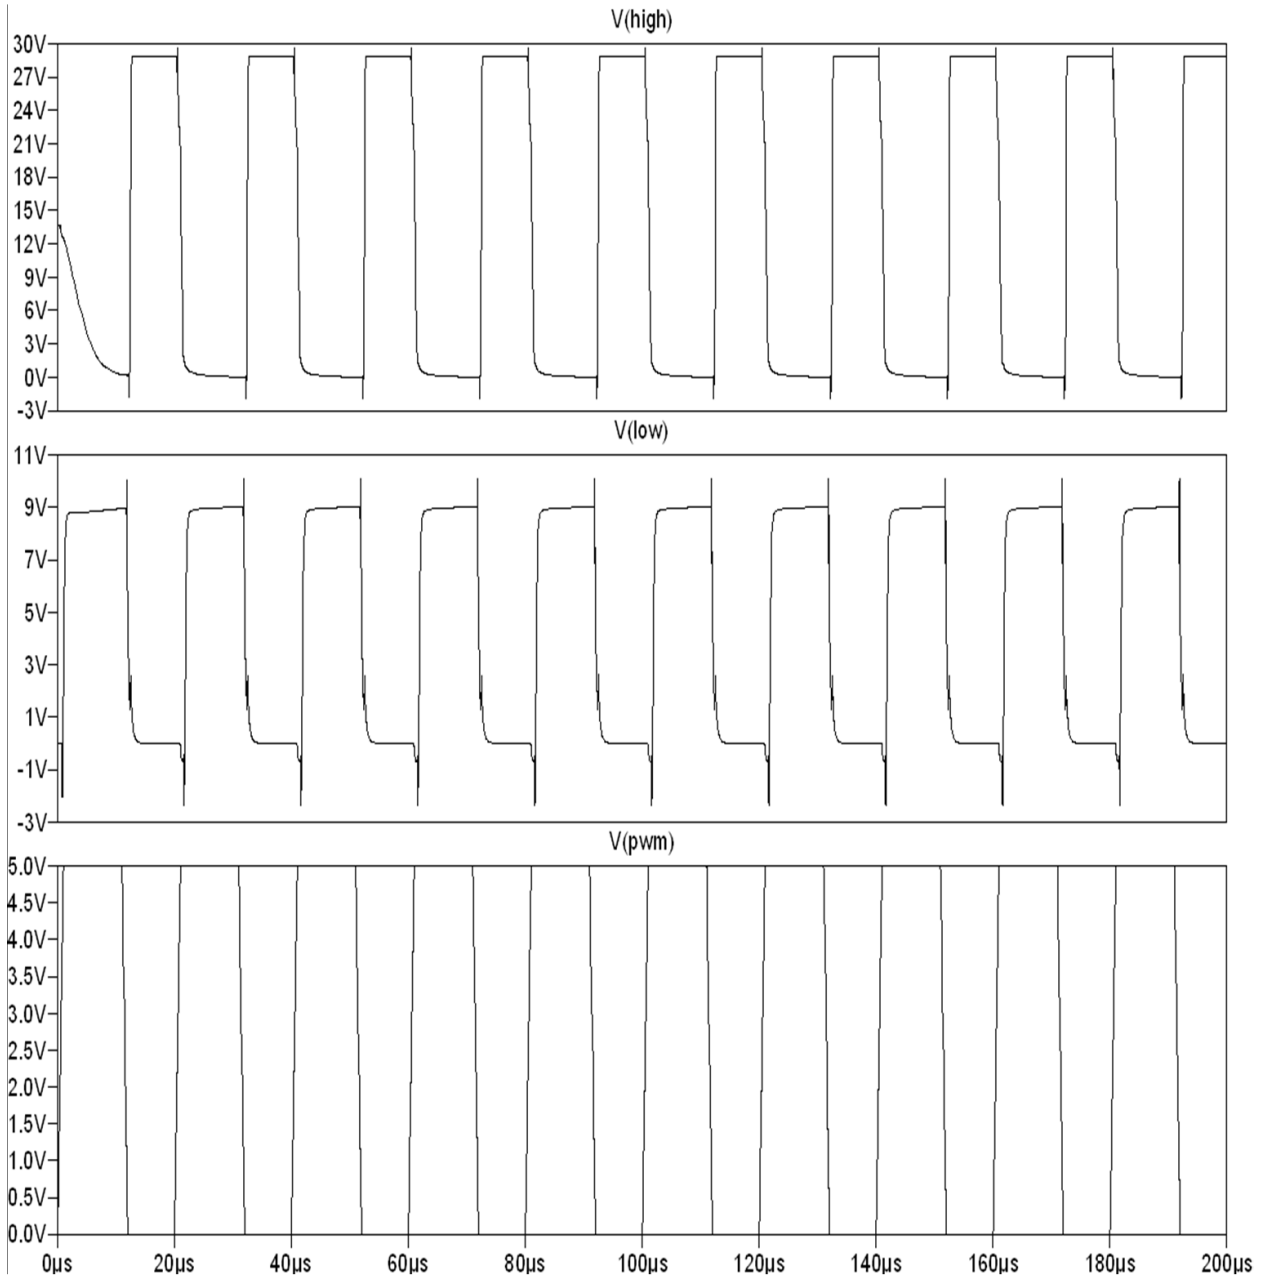 V(high)
30V
27V
24V
21V
18V
15V
12V
9V
6V
3V
0V
-3V
V(low)
11V
9V
7V
5V
3V
1V
-1V
-3V
V(pwm)
5.0V
4.5V
4.0V
3.5V
3.0V
2.5V
2.0V
1.5V
1.0V
0.5V
0.0V
0µs 20µs 40µs 60µs 80µs 100µs 120µs 140µs 160µs 180µs 200µs